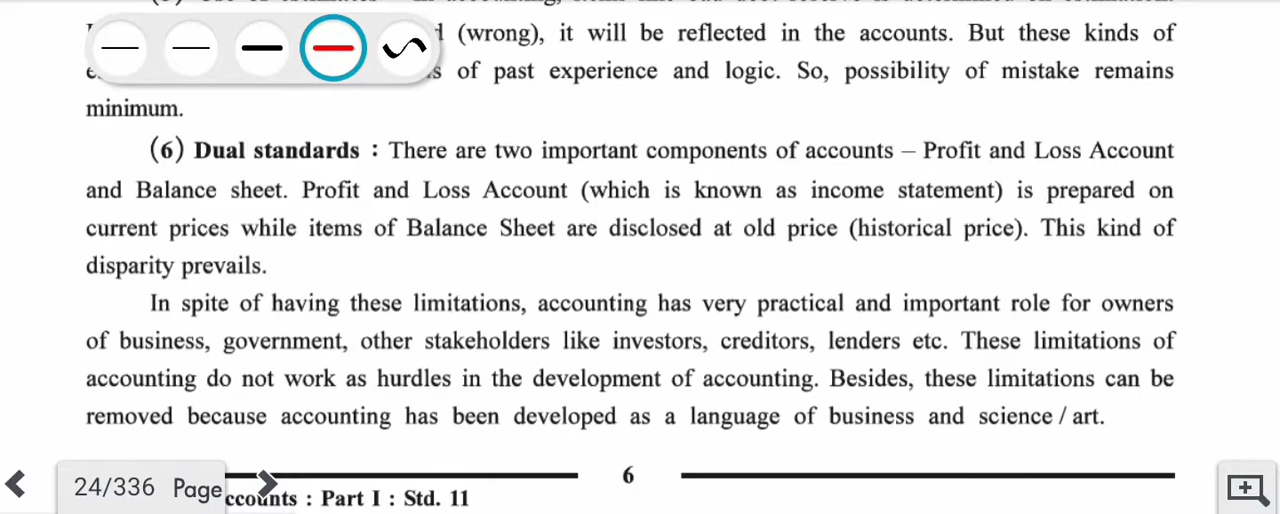 (wrong), it will be reflected in the accounts. But these kinds of
of past experience and logic. So, possibility of mistake remains
minimum.
(6) Dual standards : There are two important components of accounts – Profit and Loss Account
and Balance sheet. Profit and Loss Account (which is known as income statement) is prepared on
current prices while items of Balance Sheet are disclosed at old price (historical price). This kind of
disparity prevails.
In spite of having these limitations, accounting has very practical and important role for owners
of business, government, other stakeholders like investors, creditors, lenders etc. These limitations of
accounting do not work as hurdles in the development of accounting. Besides, these limitations can be
removed because accounting has been developed as a language of business and science / art.
6
24/336 Page
ccounts : Part I : Std. 11